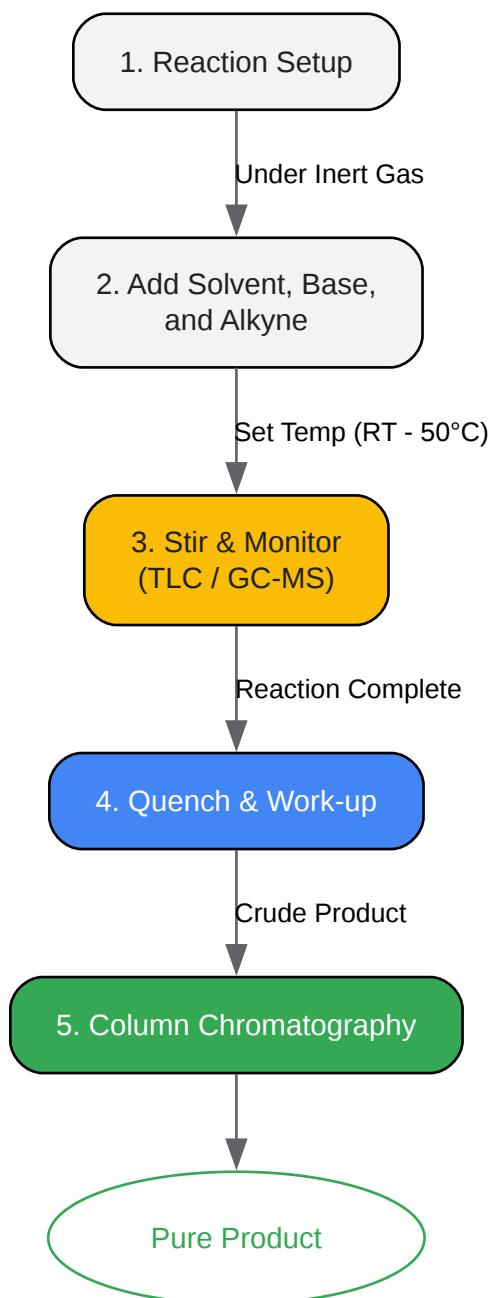 1. Reaction Setup
Under Inert Gas
2. Add Solvent, Base,
and Alkyne
Set Temp (RT - 50°C)
3. Stir & Monitor
(TLC / GC-MS)
Reaction Complete
4. Quench & Work-up
Crude Product
5. Column Chromatography
Pure Product